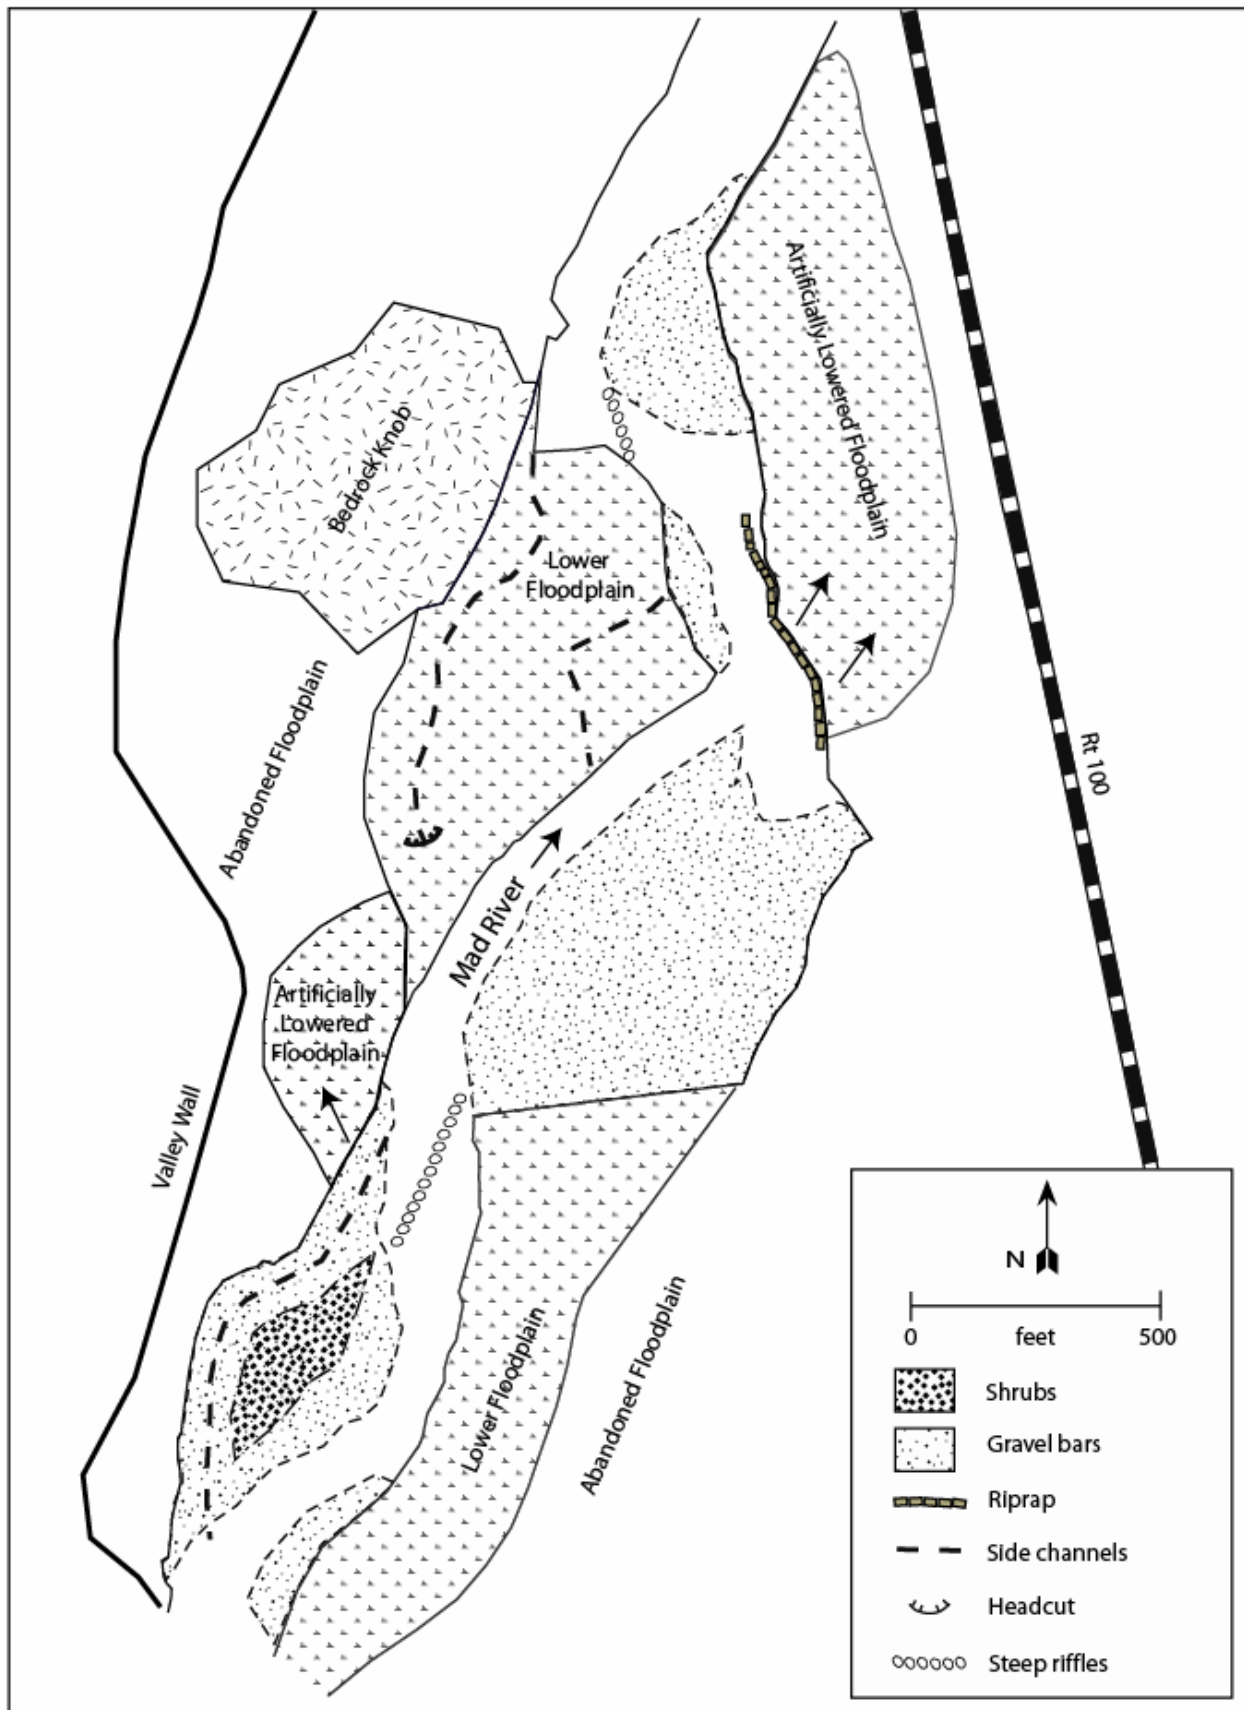 Artificially Lowered Floodplain
Bedrock Knob
Lower
Floodplain
Abandoned Floodplain
Rt 100
Mad River
Artificially
Lowered
Floodplain
Valley Wall
Lower Floodplain
Abandoned Floodplain
N
0 feet 500
Shrubs
Gravel bars
Riprap
Side channels
Headcut
Steep riffles